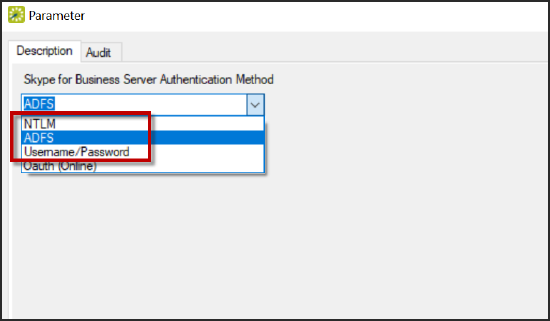 Parameter
Description
Audit
Skype for Business Server Authentication Method
ADFS
NTLM
ADFS
Username/Password
Oauth (Online)